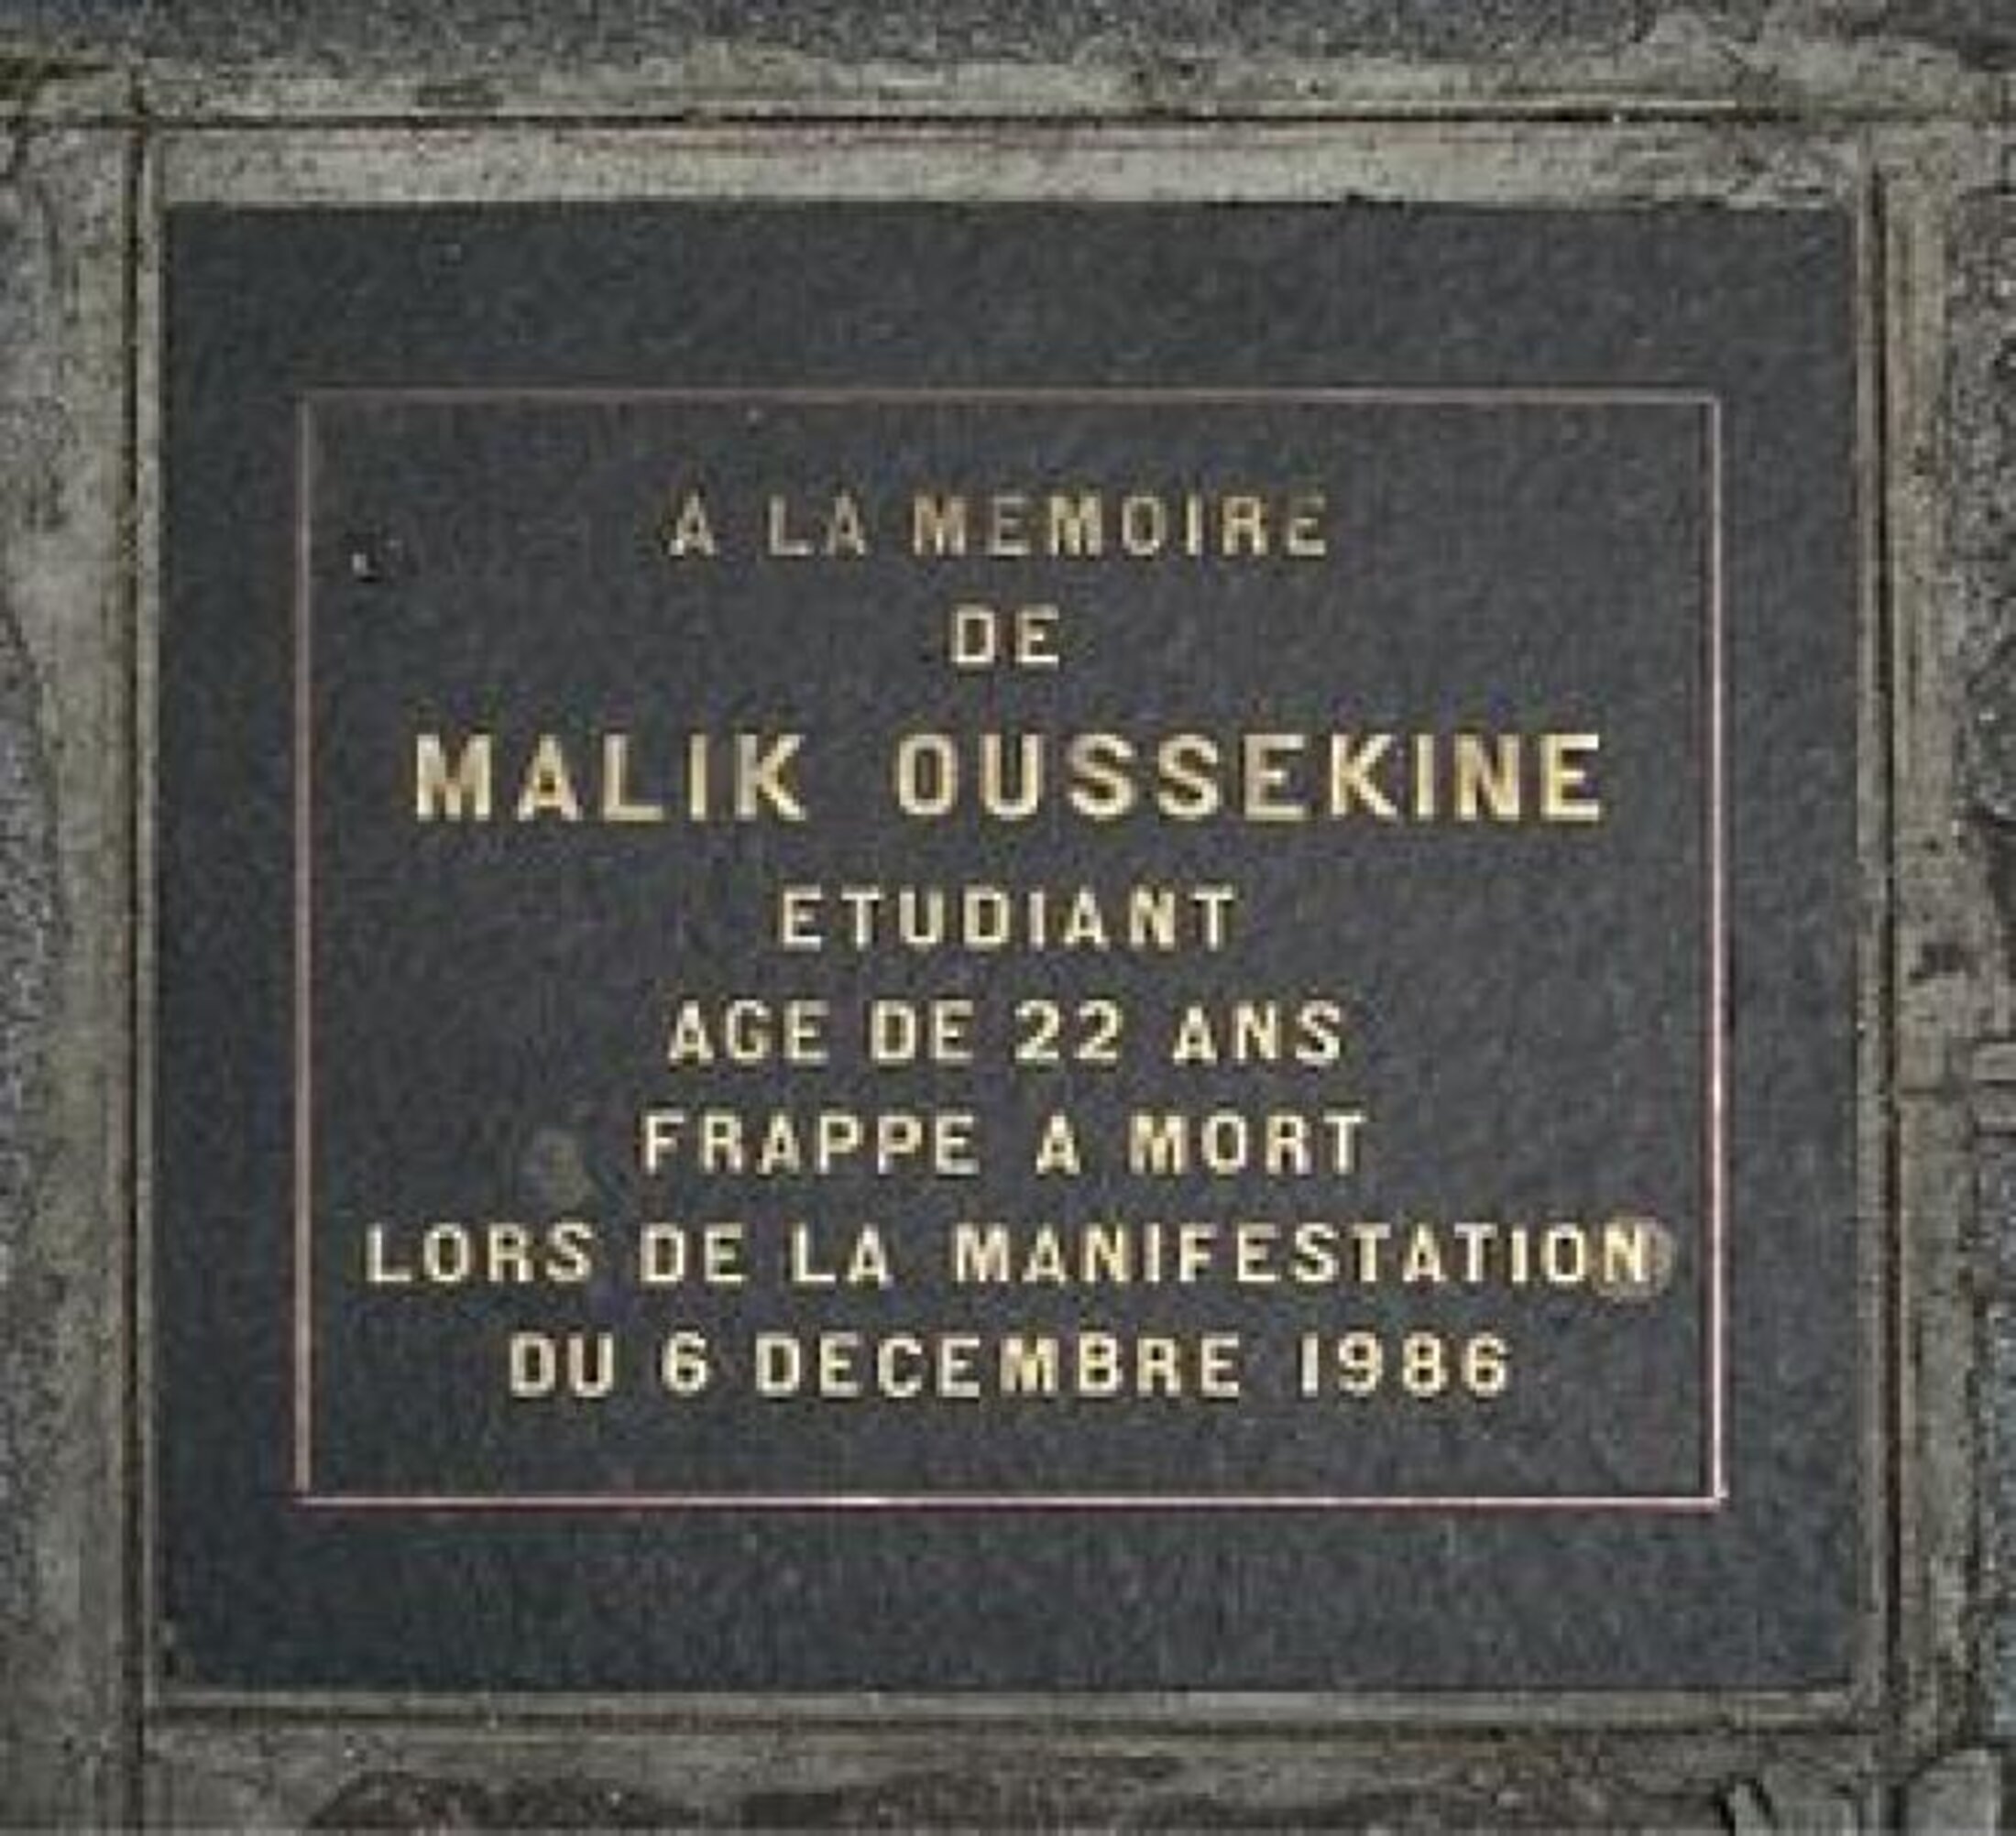 A LA MEMOIRE
DE
MALIK OUSSEKINE
ETUDIANT
AGE DE 22 ANS
FRAPPE A MORT
LORS DE LA MANIFESTATION
DU 6 DECEMBRE 1986